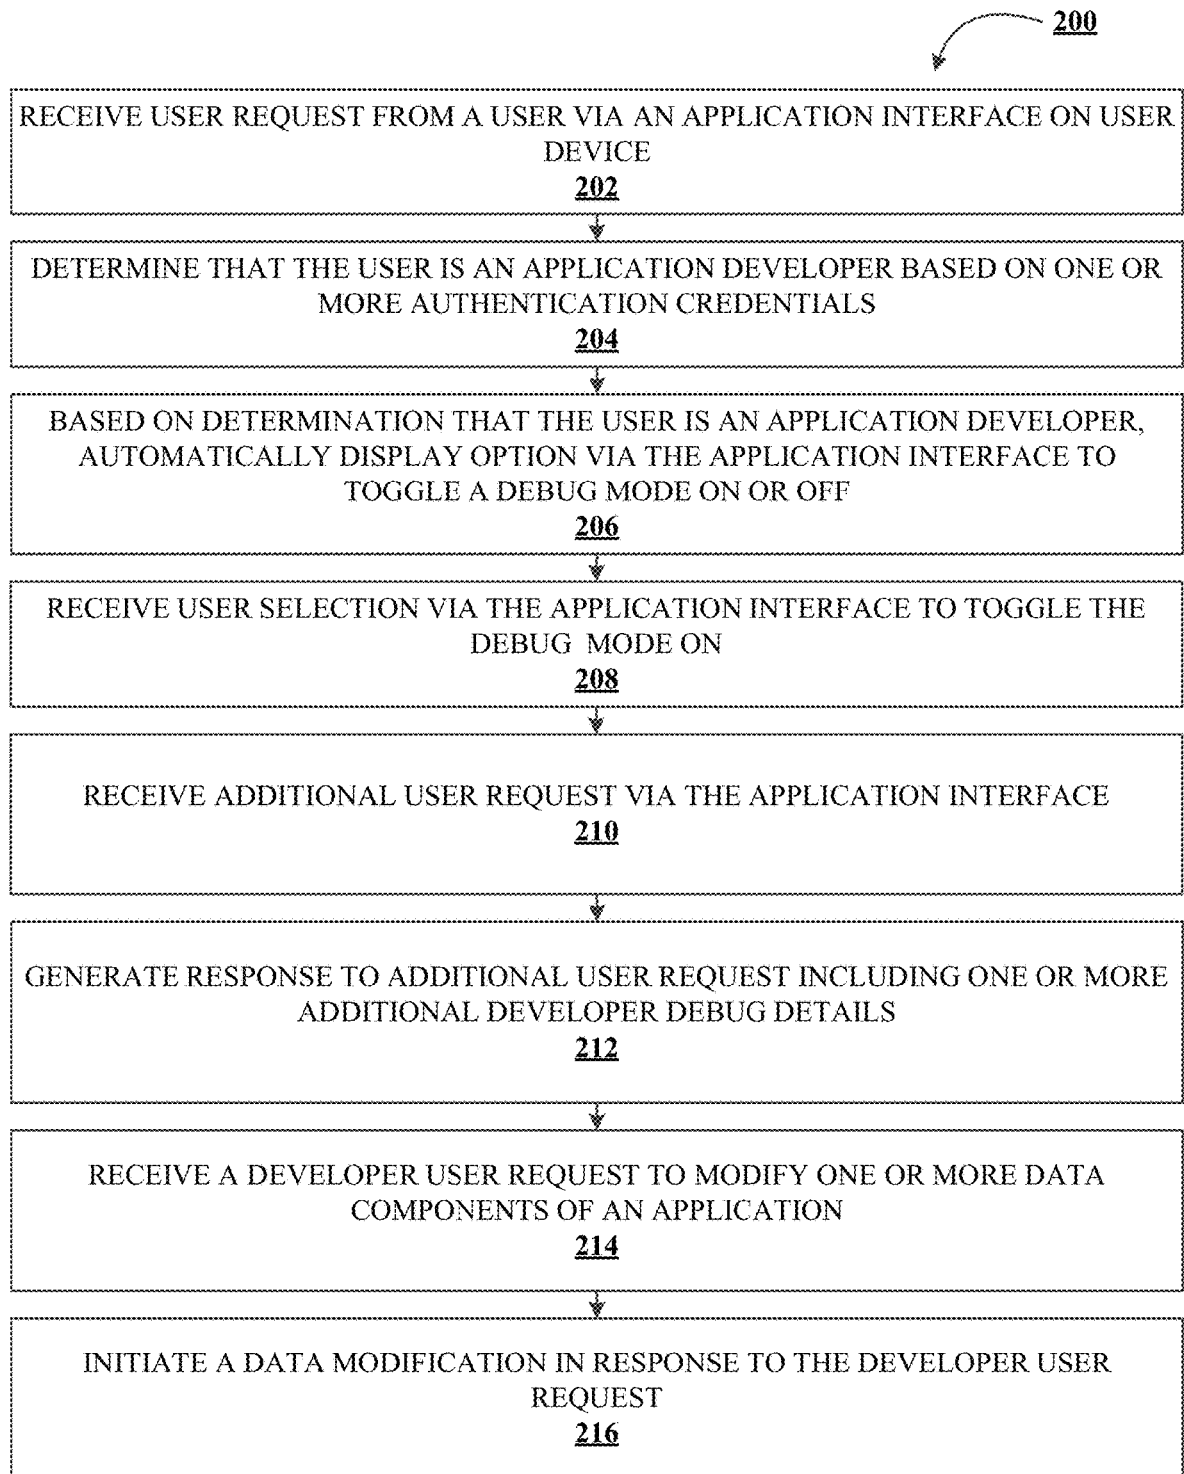 200
RECEIVE USER REQUEST FROM A USER VIA AN APPLICATION INTERFACE ON USER
DEVICE
202
DETERMINE THAT THE USER IS AN APPLICATION DEVELOPER BASED ON ONE OR
MORE AUTHENTICATION CREDENTIALS
204
BASED ON DETERMINATION THAT THE USER IS AN APPLICATION DEVELOPER,
AUTOMATICALLY DISPLAY OPTION VIA THE APPLICATION INTERFACE TO
TOGGLE A DEBUG MODE ON OR OFF
206
RECEIVE USER SELECTION VIA THE APPLICATION INTERFACE TO TOGGLE THE
DEBUG MODE ON
208
RECEIVE ADDITIONAL USER REQUEST VIA THE APPLICATION INTERFACE
210
GENERATE RESPONSE TO ADDITIONAL USER REQUEST INCLUDING ONE OR MORE
ADDITIONAL DEVELOPER DEBUG DETAILS
212
RECEIVE A DEVELOPER USER REQUEST TO MODIFY ONE OR MORE DATA
COMPONENTS OF AN APPLICATION
214
INITIATE A DATA MODIFICATION IN RESPONSE TO THE DEVELOPER USER
REQUEST
216